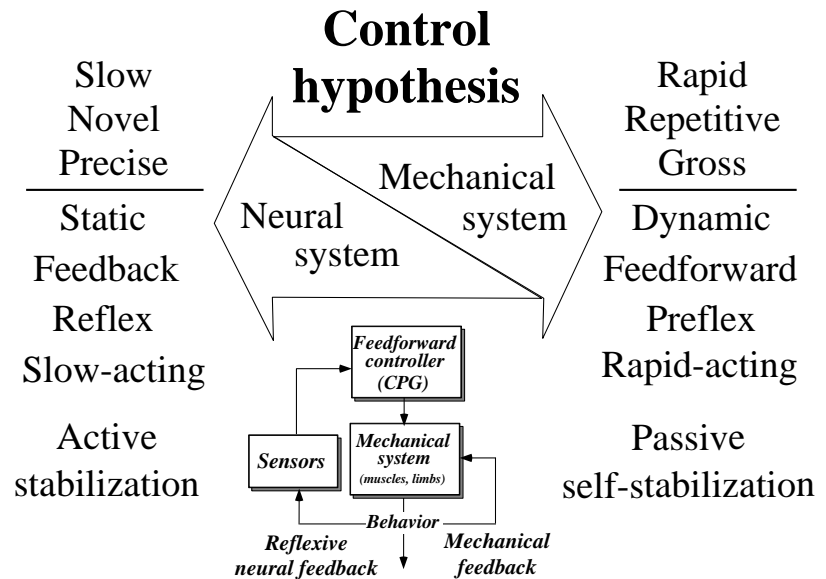 Control
hypothesis
Slow
Novel
Precise
Static
Feedback
Reflex
Slow-acting
Active
stabilization
Neural
system
Mechanical
system
Rapid
Repetitive
Gross
Dynamic
Feedforward
Preflex
Rapid-acting
Passive
self-stabilization
Feedforward
controller
(CPG)
Sensors
Mechanical
system
(muscles, limbs)
Behavior
Reflexive
neural feedback
Mechanical
feedback